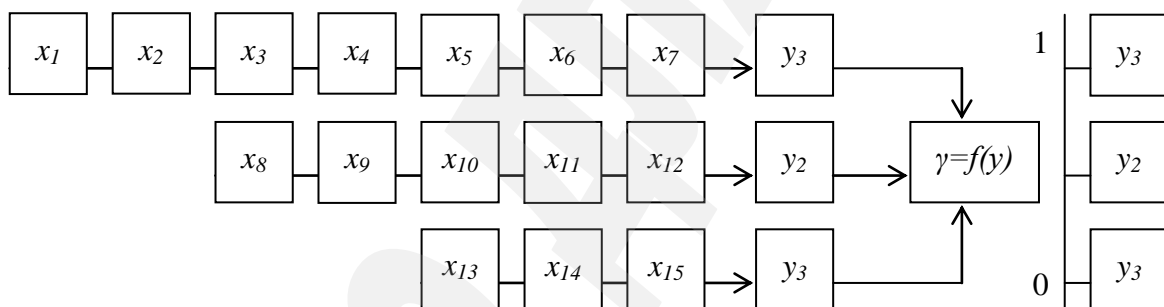 x1 x2 x3 x4 x5 x6 x7 y3 1 y3
x8 x9 x10 x11 x12 y2 γ=f(y) y2
x13 x14 x15 y3 0 y3